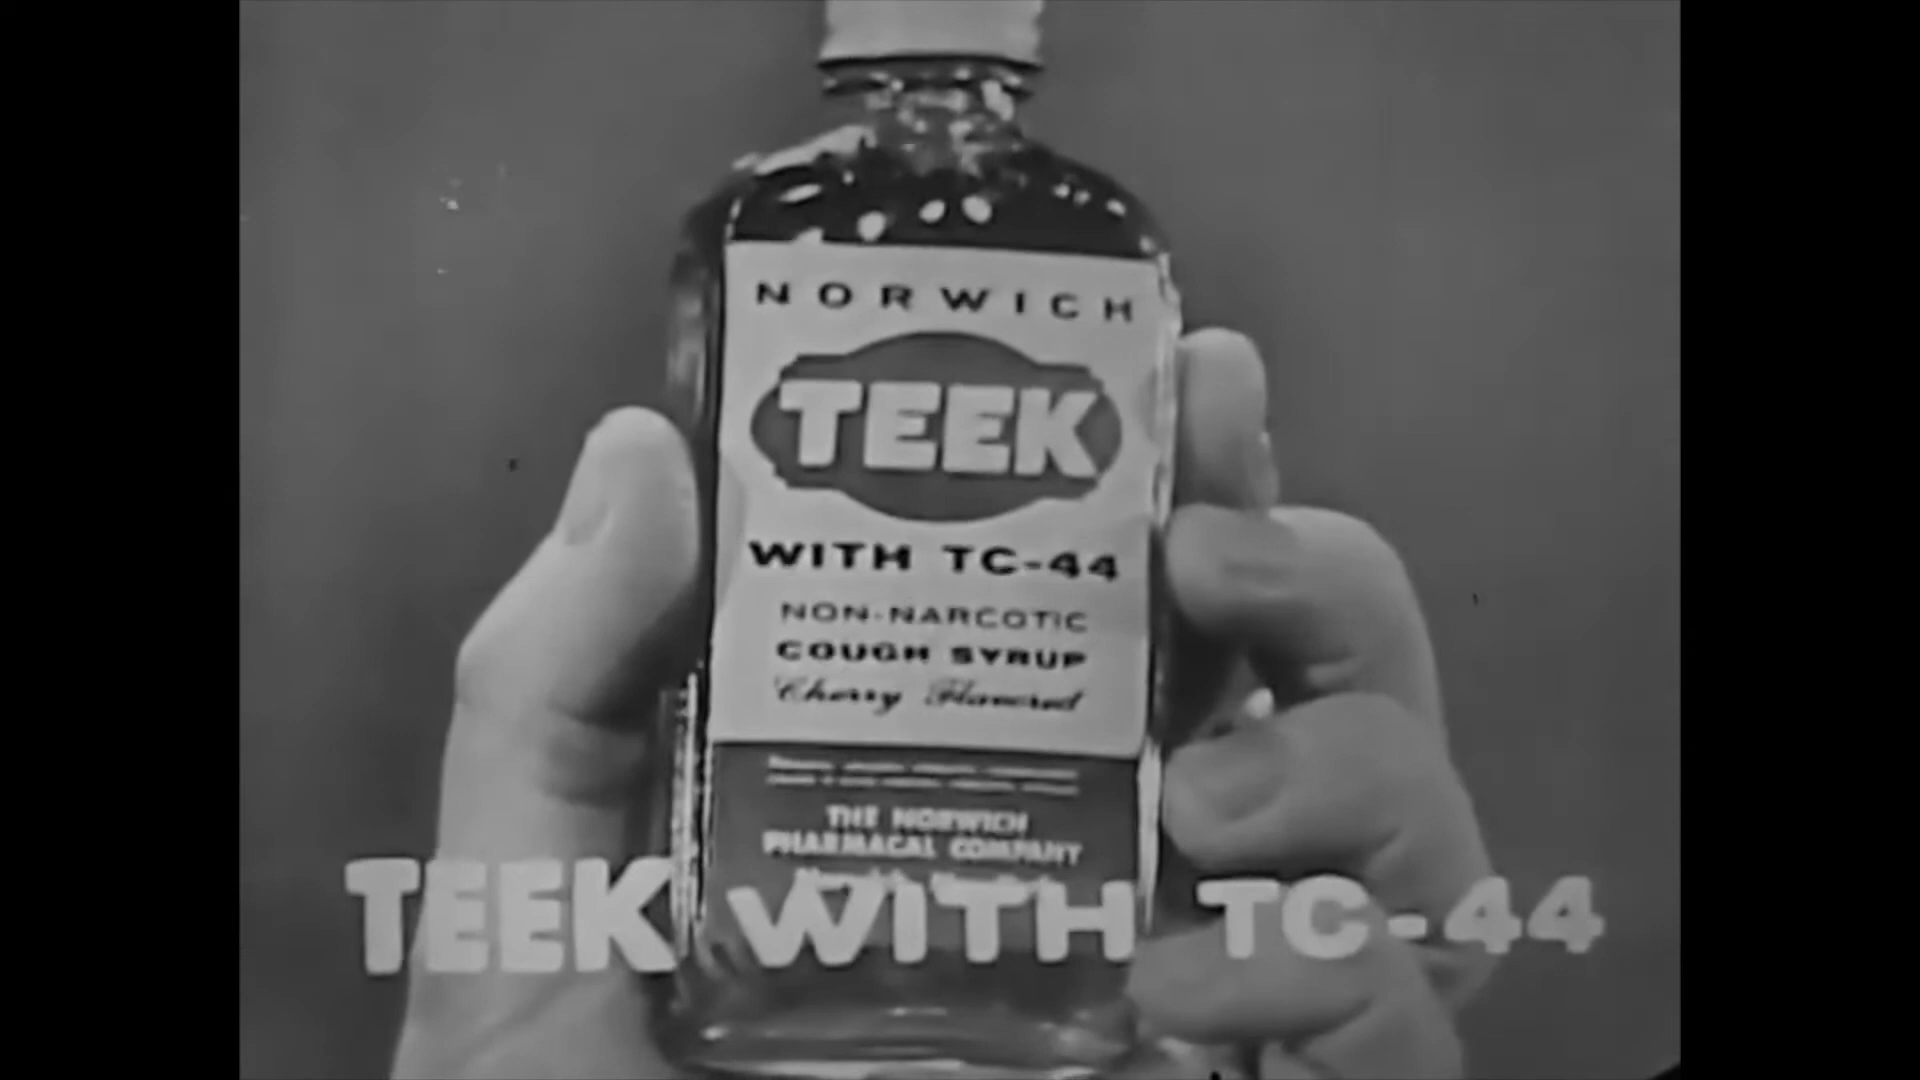 NORWICH
TEEK
WITH TC-44
NON-NARCOTIC
COUGH SYRUP
Cherry Flavored
THE NORWICH
PHARMACAL COMPANY
TEEK WITH TC-44